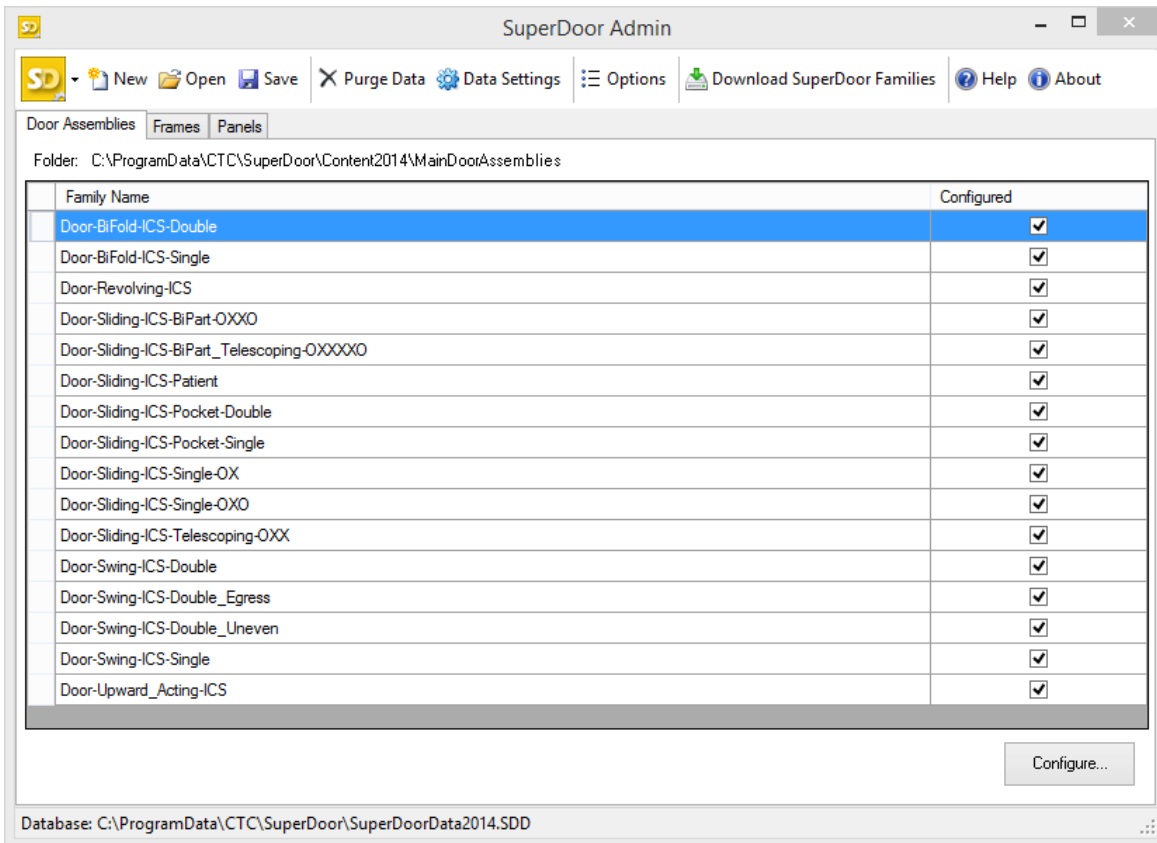 SD SuperDoor Admin
SD New Open Save Purge Data Data Settings Options Download SuperDoor Families Help About
Door Assemblies Frames Panels
Folder: C:\ProgramData\CTC\SuperDoor\Content2014\MainDoorAssemblies
Family Name Configured
Door-BiFold-ICS-Double
Door-BiFold-ICS-Single
Door-Revolving-ICS
Door-Sliding-ICS-BiPart-OXXO
Door-Sliding-ICS-BiPart_Telescoping-OXXXXO
Door-Sliding-ICS-Patient
Door-Sliding-ICS-Pocket-Double
Door-Sliding-ICS-Pocket-Single
Door-Sliding-ICS-Single-OX
Door-Sliding-ICS-Single-OXO
Door-Sliding-ICS-Telescoping-OXX
Door-Swing-ICS-Double
Door-Swing-ICS-Double_Egress
Door-Swing-ICS-Double_Uneven
Door-Swing-ICS-Single
Door-Upward_Acting-ICS
Configure...
Database: C:\ProgramData\CTC\SuperDoor\SuperDoorData2014.SDD